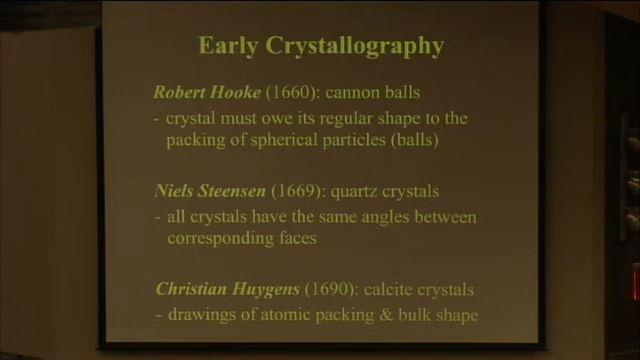 Early Crystallography
Robert Hooke (1660): cannon balls
- crystal must owe its regular shape to the
packing of spherical particles (balls)
Niels Steensen (1669): quartz crystals
- all crystals have the same angles between
corresponding faces
Christian Huygens (1690): calcite crystals
- drawings of atomic packing & bulk shape